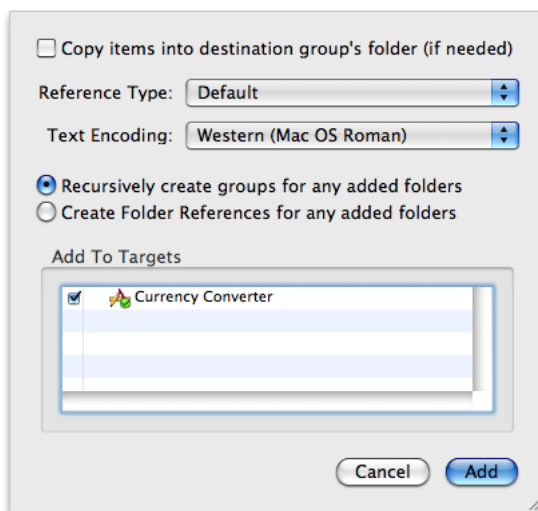 Copy items into destination group's folder (if needed)
Reference Type: Default
Text Encoding: Western (Mac OS Roman)
Recursively create groups for any added folders
Create Folder References for any added folders
Add To Targets
Currency Converter
Cancel Add